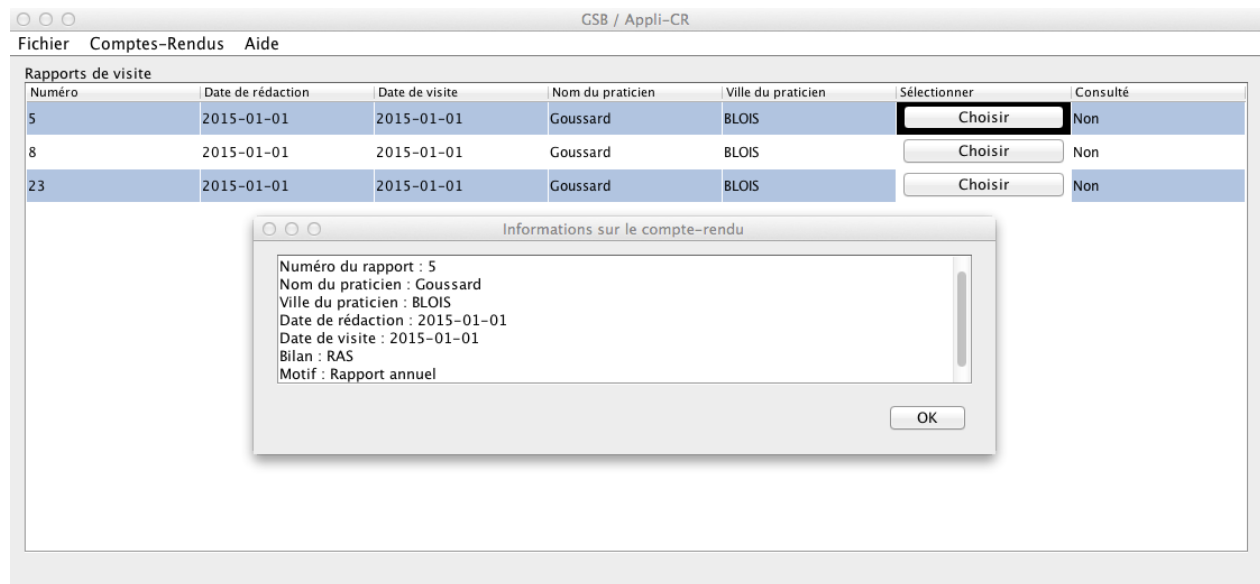 GSB / Appli-CR
Fichier Comptes-Rendus Aide
Rapports de visite
Numéro Date de rédaction Date de visite Nom du praticien Ville du praticien Sélectionner Consulté
5 2015-01-01 2015-01-01 Goussard BLOIS Choisir Non
8 2015-01-01 2015-01-01 Goussard BLOIS Choisir Non
23 2015-01-01 2015-01-01 Goussard BLOIS Choisir Non
Informations sur le compte-rendu
Numéro du rapport : 5
Nom du praticien : Goussard
Ville du praticien : BLOIS
Date de rédaction : 2015-01-01
Date de visite : 2015-01-01
Bilan : RAS
Motif : Rapport annuel
OK